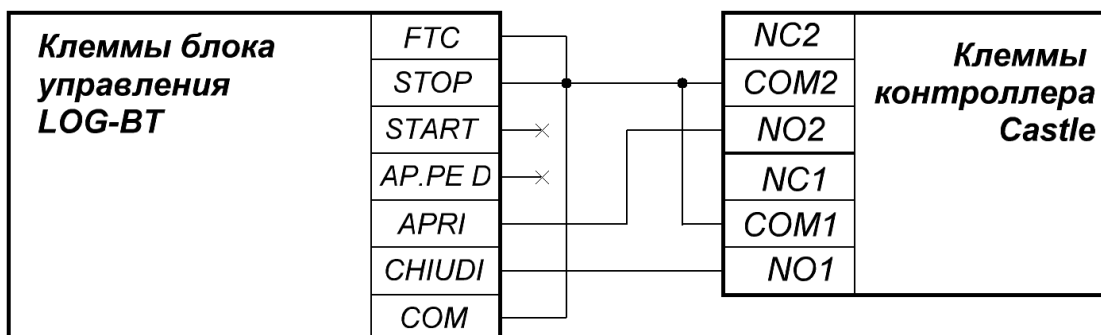 Клеммы блока
управления
LOG-BT
FTC
STOP
START
AP.PE D
APRI
CHIUDI
COM
NC2
COM2
NO2
NC1
COM1
NO1
Клеммы
контроллера
Castle